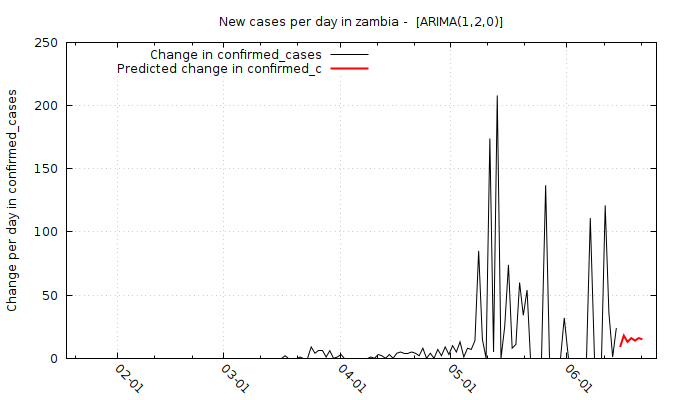 New cases per day in zambia -  [ARIMA(1,2,0)]
Change in confirmed_cases
Predicted change in confirmed_c
Change per day in confirmed_cases
250
200
150
100
50
0
02-01
03-01
04-01
05-01
06-01